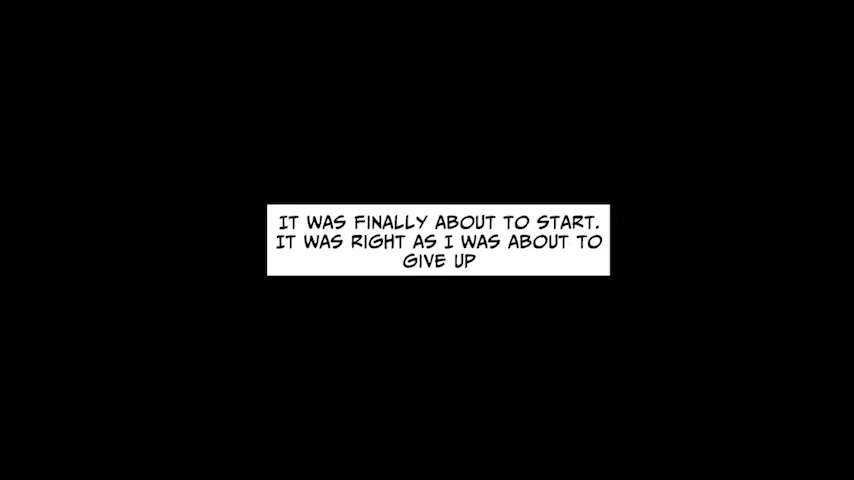 IT WAS FINALLY ABOUT TO START.
IT WAS RIGHT AS I WAS ABOUT TO
GIVE UP